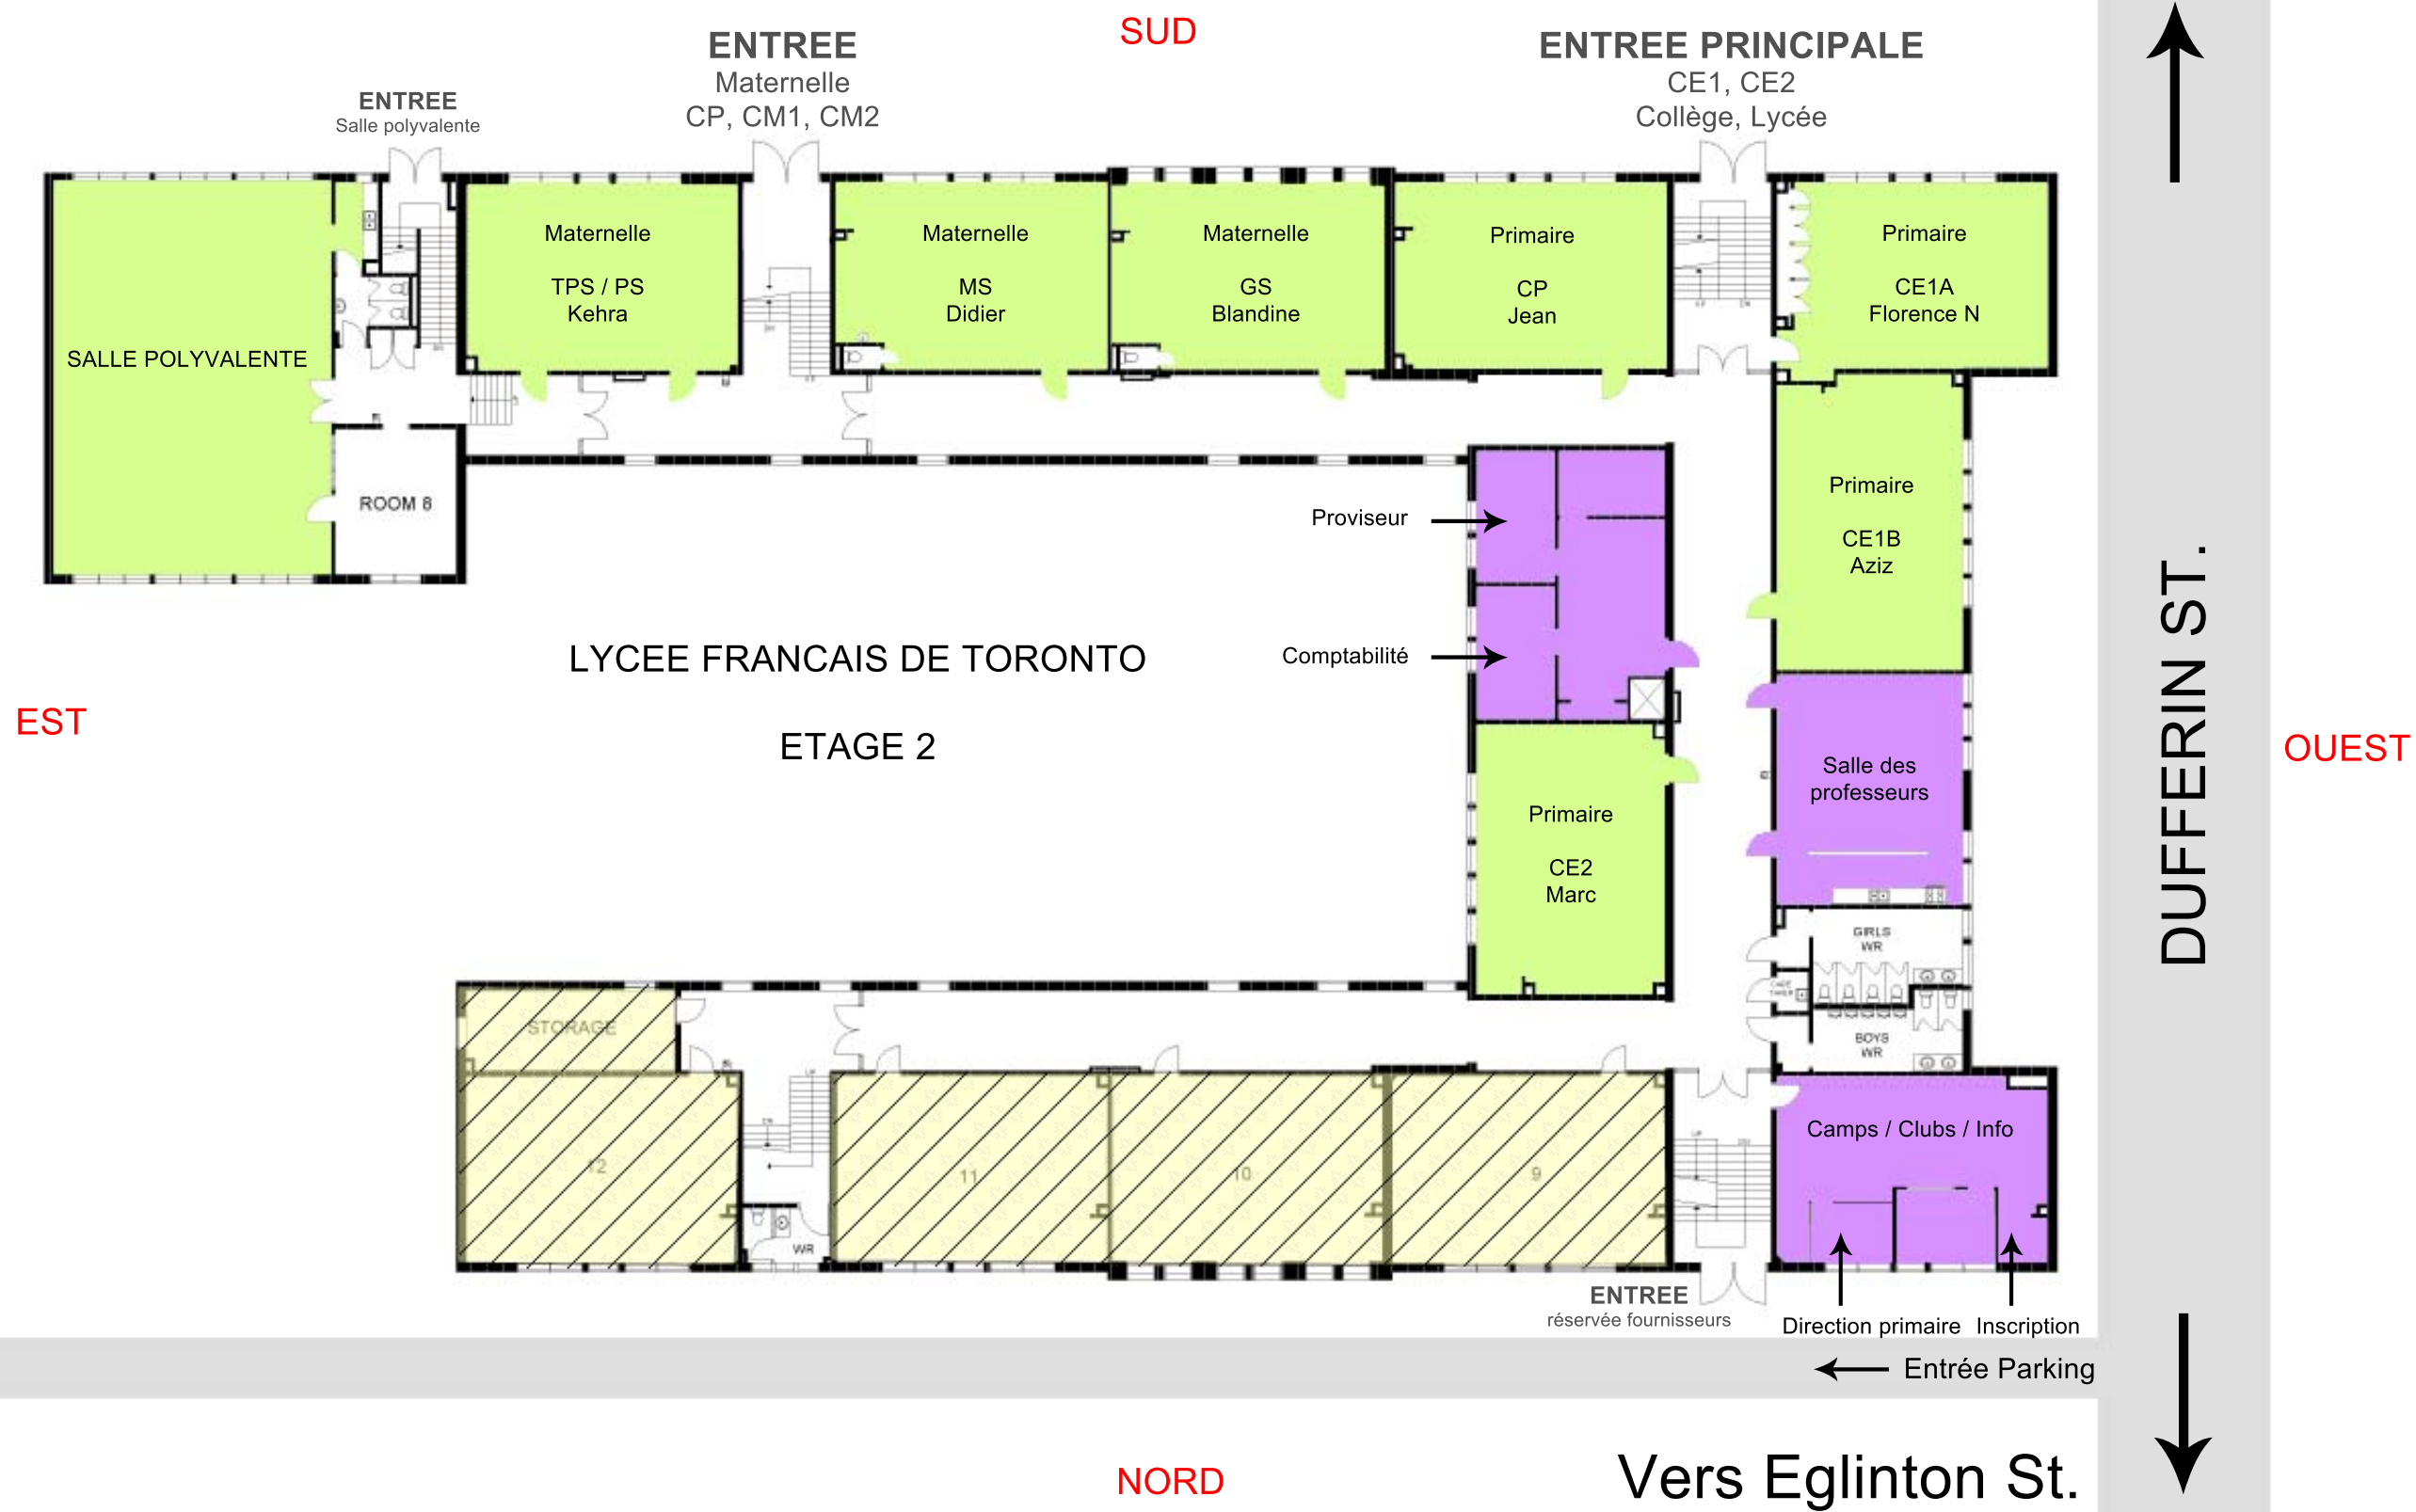 SUD
ENTREE
Maternelle
CP, CM1, CM2
ENTREE PRINCIPALE
CE1, CE2
Collège, Lycée
ENTREE
Salle polyvalente
Maternelle
TPS / PS
Kehra
Maternelle
MS
Didier
Maternelle
GS
Blandine
Primaire
CP
Jean
Primaire
CE1A
Florence N
SALLE POLYVALENTE
ROOM 8
Proviseur
Comptabilité
Primaire
CE1B
Aziz
LYCEE FRANCAIS DE TORONTO
ETAGE 2
EST
OUEST
DUFFERIN ST.
Salle des
professeurs
Primaire
CE2
Marc
GIRLS
WR
BOYS
WR
STORAGE
12
11
10
9
WR
Camps / Clubs / Info
ENTREE
réservée fournisseurs
Direction primaire
Inscription
Entrée Parking
NORD
Vers Eglinton St.